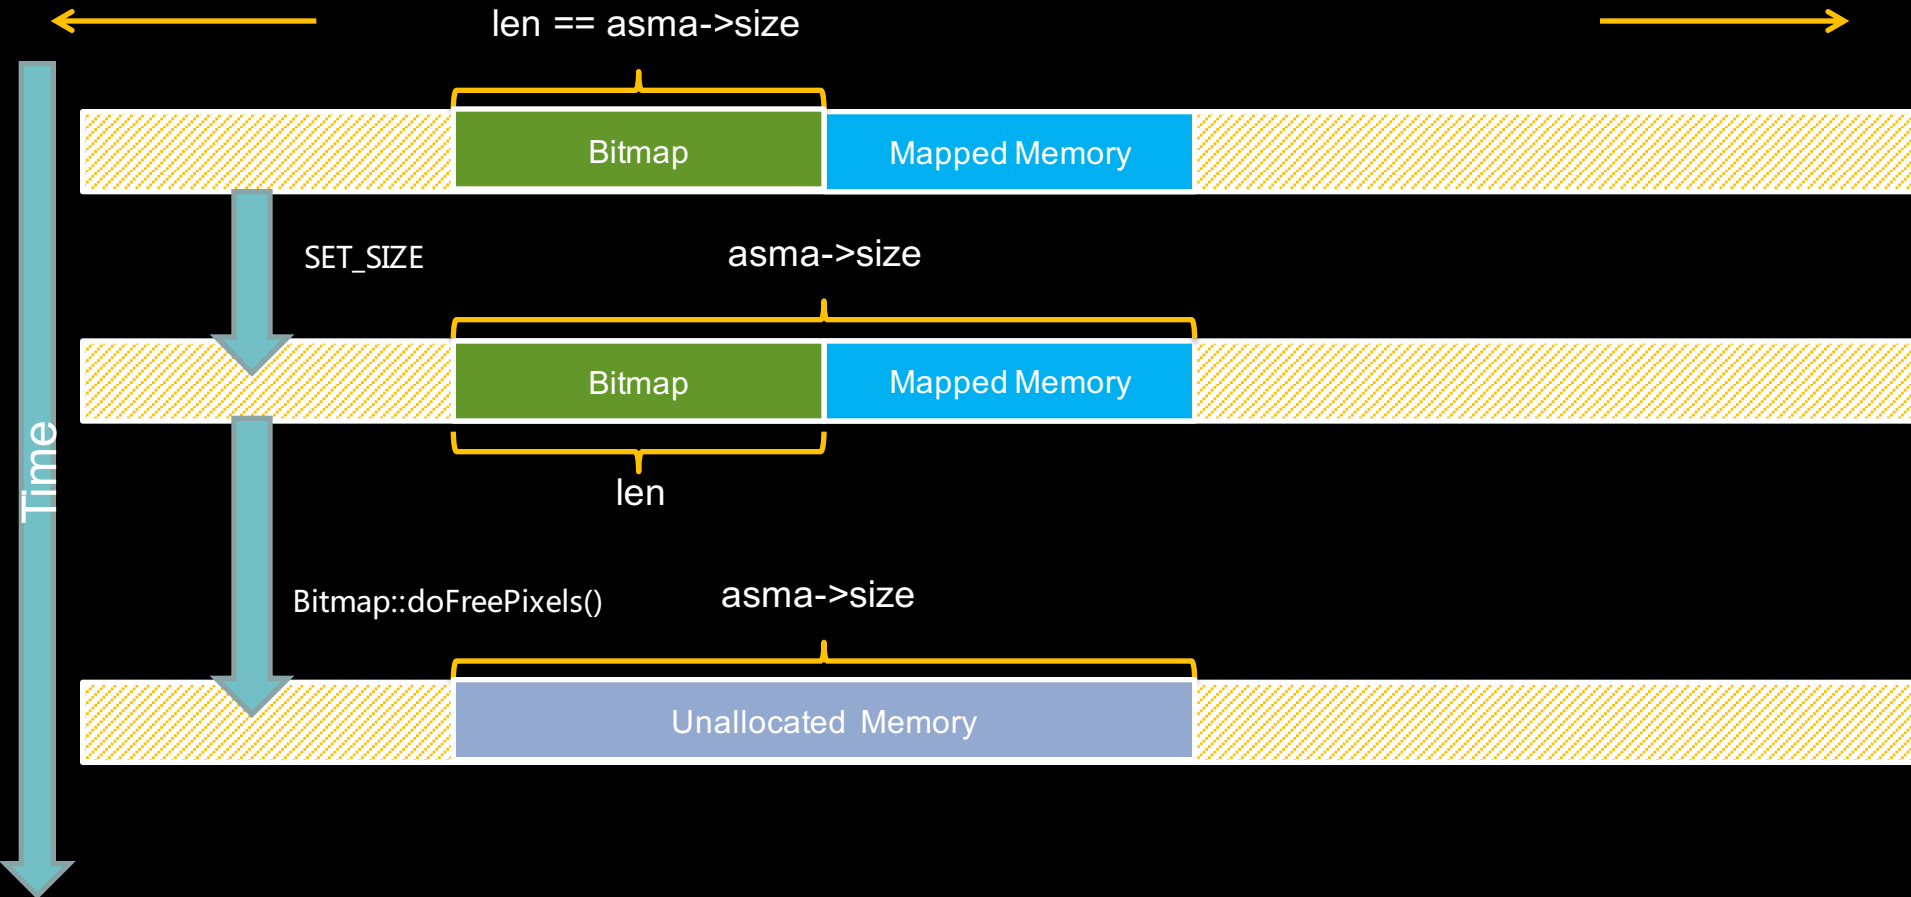 len == asma->size
Bitmap
Mapped Memory
SET_SIZE
asma->size
Bitmap
Mapped Memory
Time
len
Bitmap::doFreePixels()
asma->size
Unallocated Memory